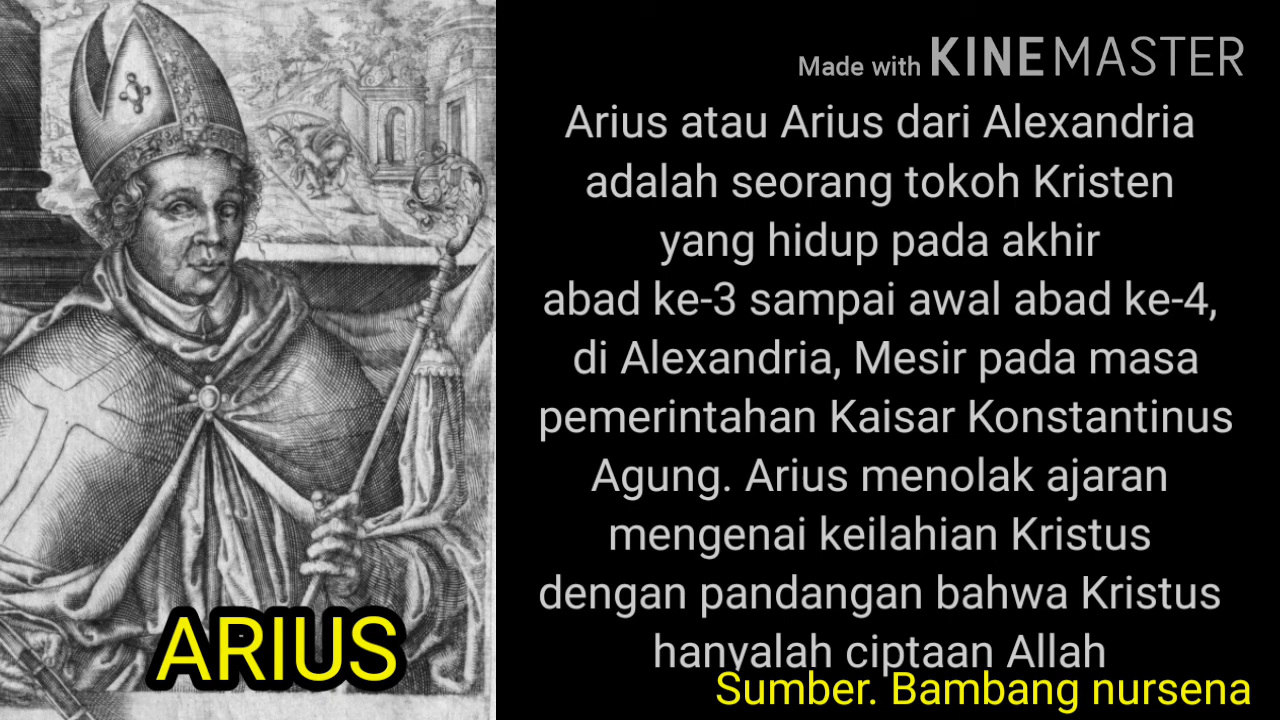 Made with KINEMASTER
Arius atau Arius dari Alexandria
adalah seorang tokoh Kristen
yang hidup pada akhir
abad ke-3 sampai awal abad ke-4,
di Alexandria, Mesir pada masa
pemerintahan Kaisar Konstantinus
Agung. Arius menolak ajaran
mengenai keilahian Kristus
dengan pandangan bahwa Kristus
hanyalah ciptaan Allah
Sumber. Bambang nursena
ARIUS